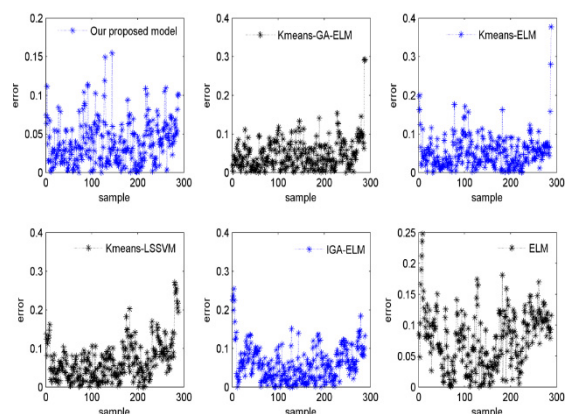 Our proposed model
0.2
0.15
0.1
0.05
0
0 100 200 300
error
sample
Kmeans-GA-ELM
0.4
0.3
0.2
0.1
0
0 100 200 300
error
sample
Kmeans-ELM
0.4
0.3
0.2
0.1
0
0 100 200 300
error
sample
Kmeans-LSSVM
0.4
0.3
0.2
0.1
0
0 100 200 300
error
sample
IGA-ELM
0.4
0.3
0.2
0.1
0
0 100 200 300
error
sample
ELM
0.25
0.2
0.15
0.1
0.05
0
0 100 200 300
error
sample